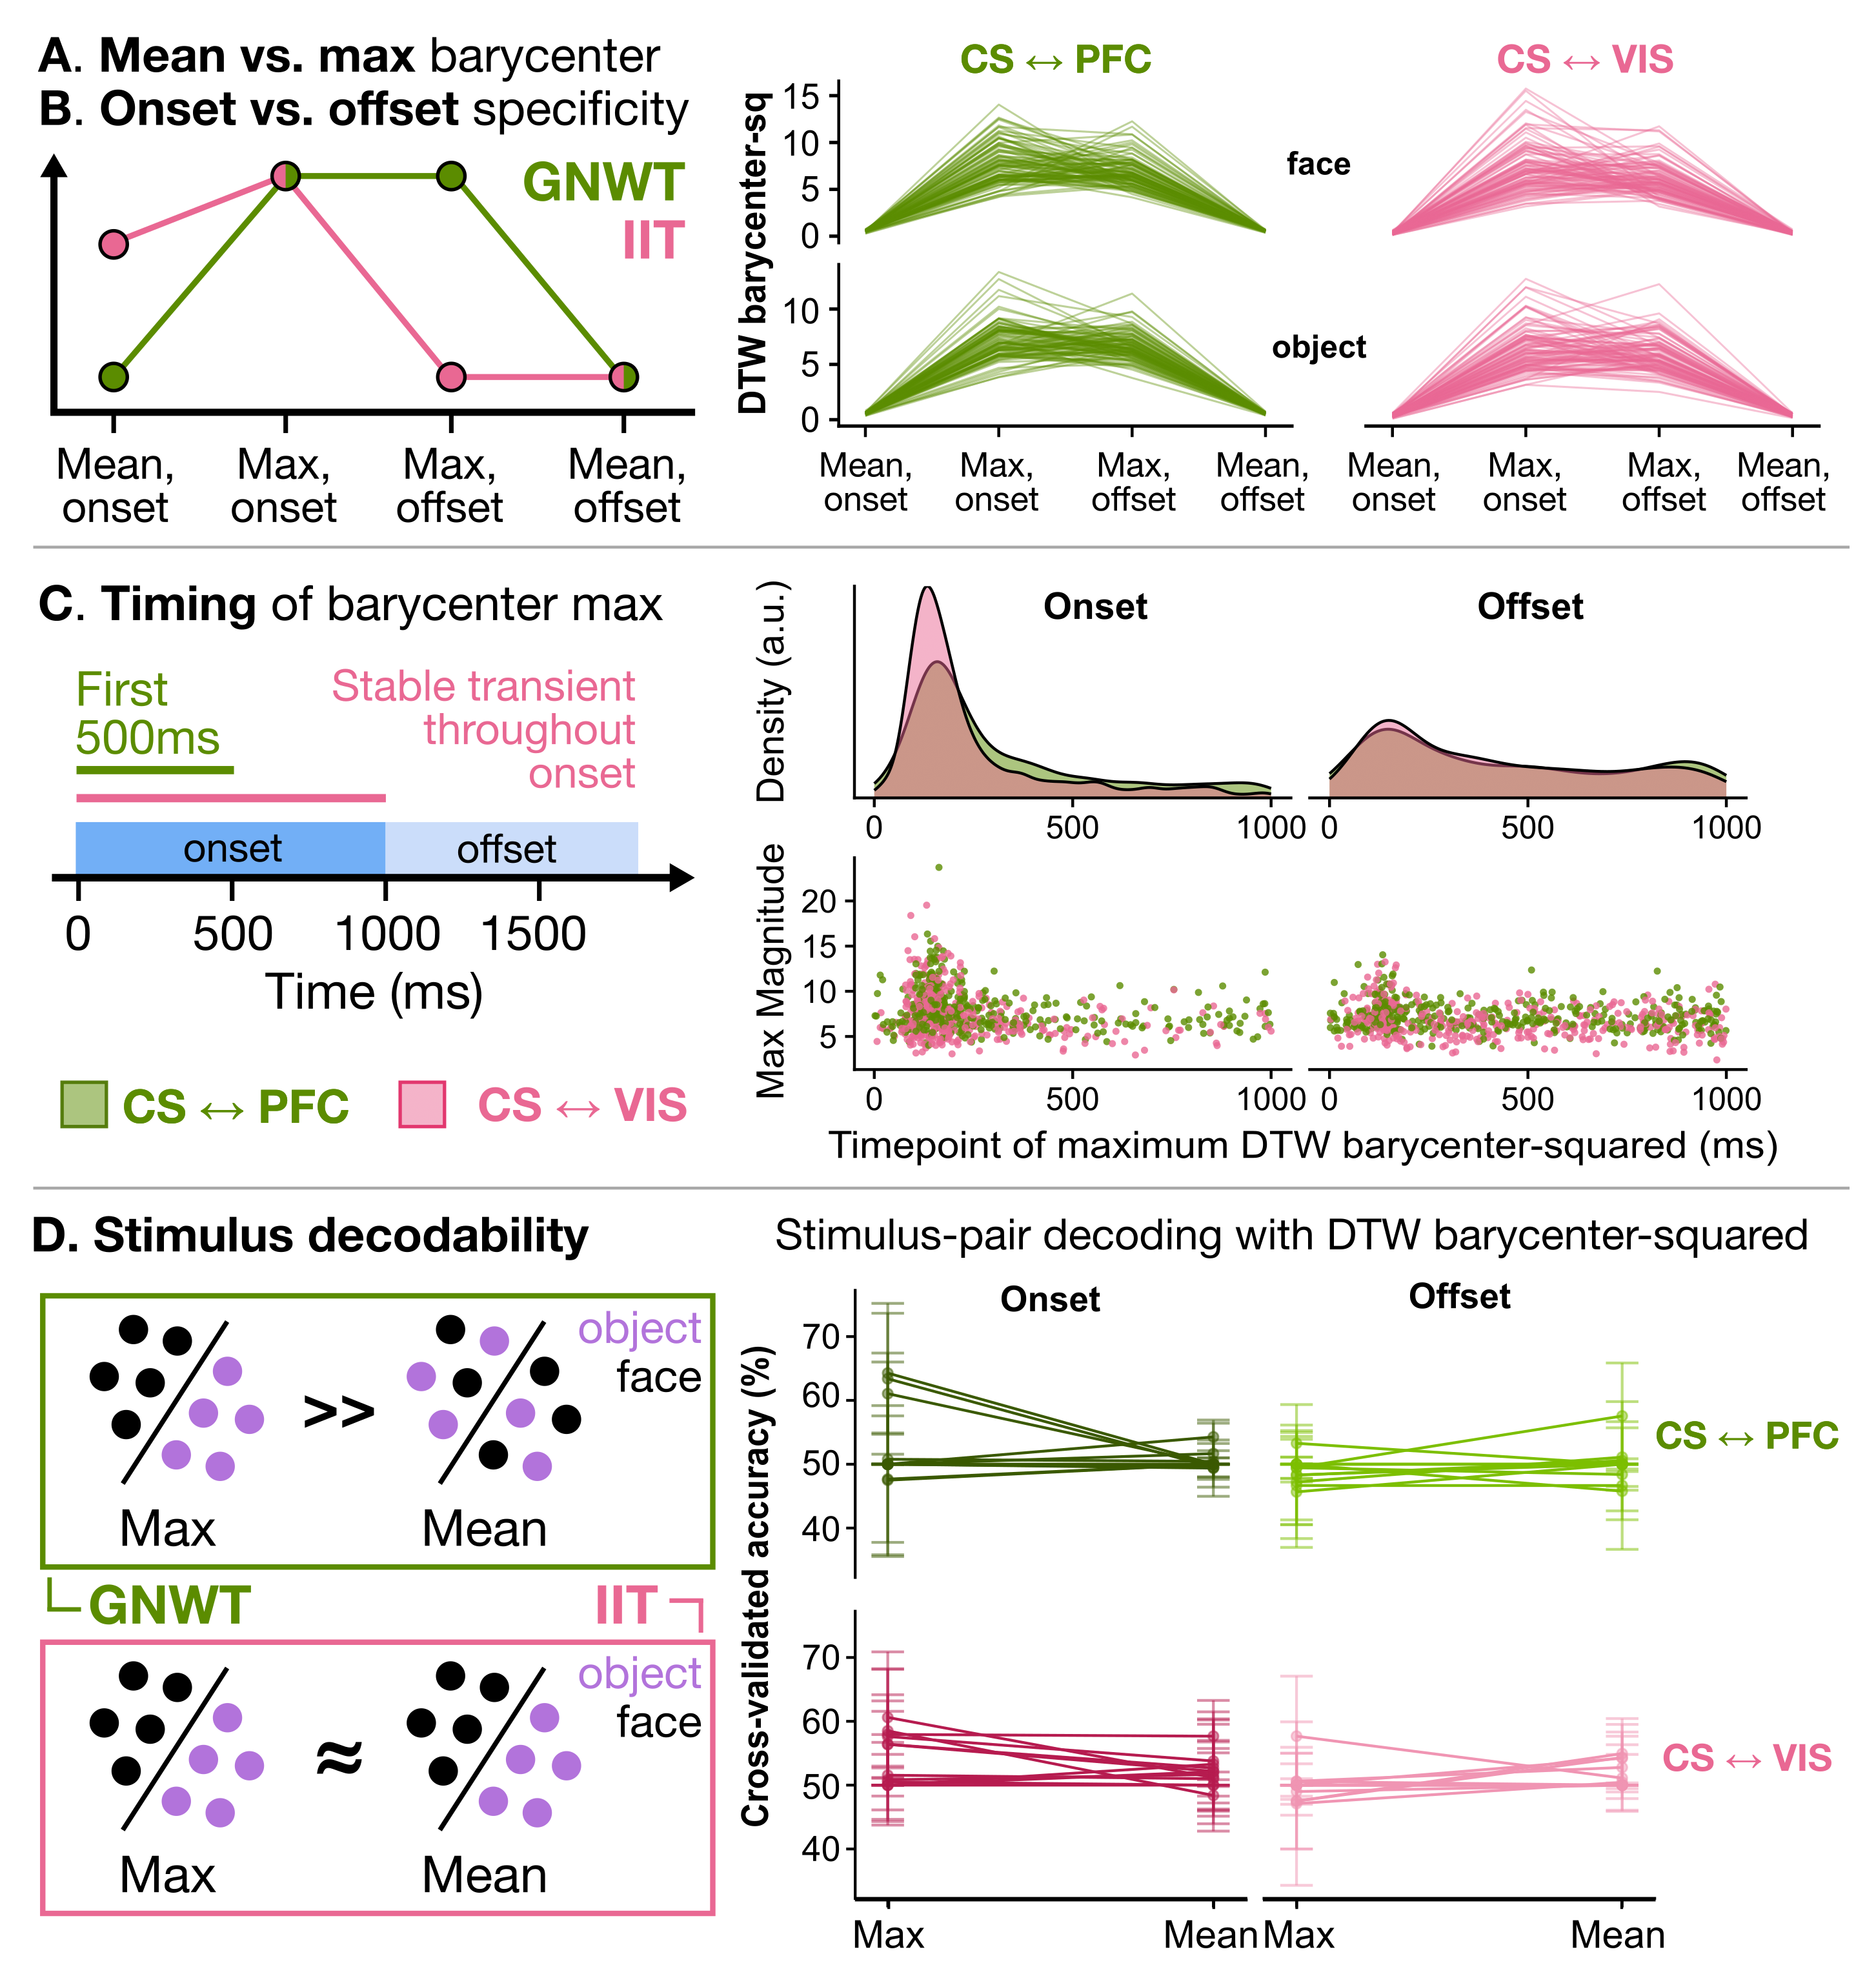 A. Mean vs. max barycenter
B. Onset vs. offset specificity
GNWT
IIT
Mean, onset
Max, onset
Max, offset
Mean, offset
CS ↔ PFC
CS ↔ VIS
DTW barycenter-sq
15
10
5
0
face
10
5
0
object
Mean, onset
Max, onset
Max, offset
Mean, offset
Mean, onset
Max, onset
Max, offset
Mean, offset
C. Timing of barycenter max
First
500ms
Stable transient
throughout
onset
onset
offset
0
500
1000
1500
Time (ms)
CS ↔ PFC
CS ↔ VIS
Density (a.u.)
Onset
Offset
0
500
1000
0
500
1000
Max Magnitude
20
15
10
5
0
500
1000
0
500
1000
Timepoint of maximum DTW barycenter-squared (ms)
D. Stimulus decodability
object
face
>>
Max
Mean
GNWT
IIT
object
face
≈
Max
Mean
Stimulus-pair decoding with DTW barycenter-squared
Cross-validated accuracy (%)
Onset
Offset
70
60
50
40
CS ↔ PFC
70
60
50
40
CS ↔ VIS
Max
Mean
Max
Mean